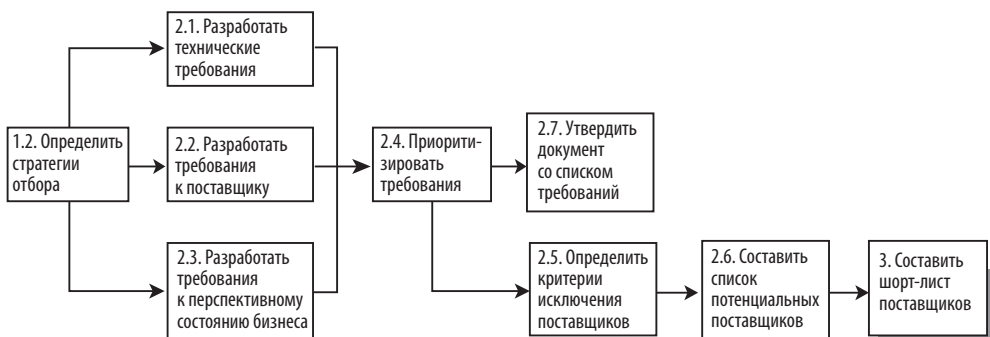 2.1. Разработать
технические
требования
1.2. Определить
стратегии
отбора
2.2. Разработать
требования
к поставщику
2.3. Разработать
требования
к перспективному
состоянию бизнеса
2.4. Приорити-
зировать
требования
2.7. Утвердить
документ
со списком
требований
2.5. Определить
критерии
исключения
поставщиков
2.6. Составить
список
потенциальных
поставщиков
3. Составить
шорт-лист
поставщиков